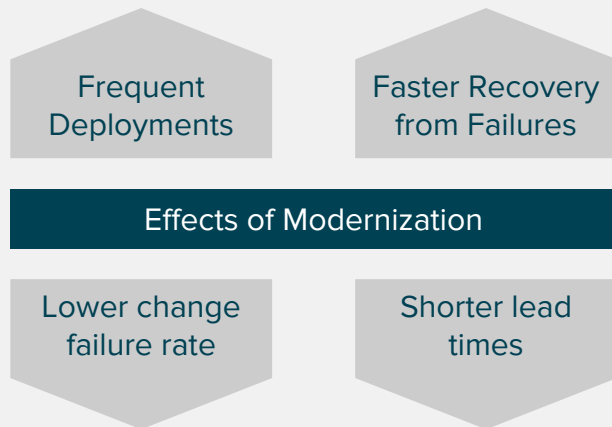 Frequent
Deployments
Faster Recovery
from Failures
Effects of Modernization
Lower change
failure rate
Shorter lead
times